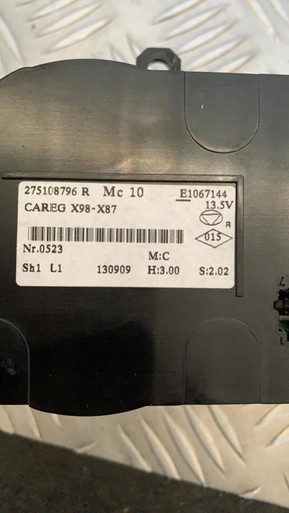 275108796 R Mc 10 E1067144
CAREG X98-X87 13.5V
R
015
Nr.0523 M:C
Sh1 L1 130909 H:3.00 S:2.02